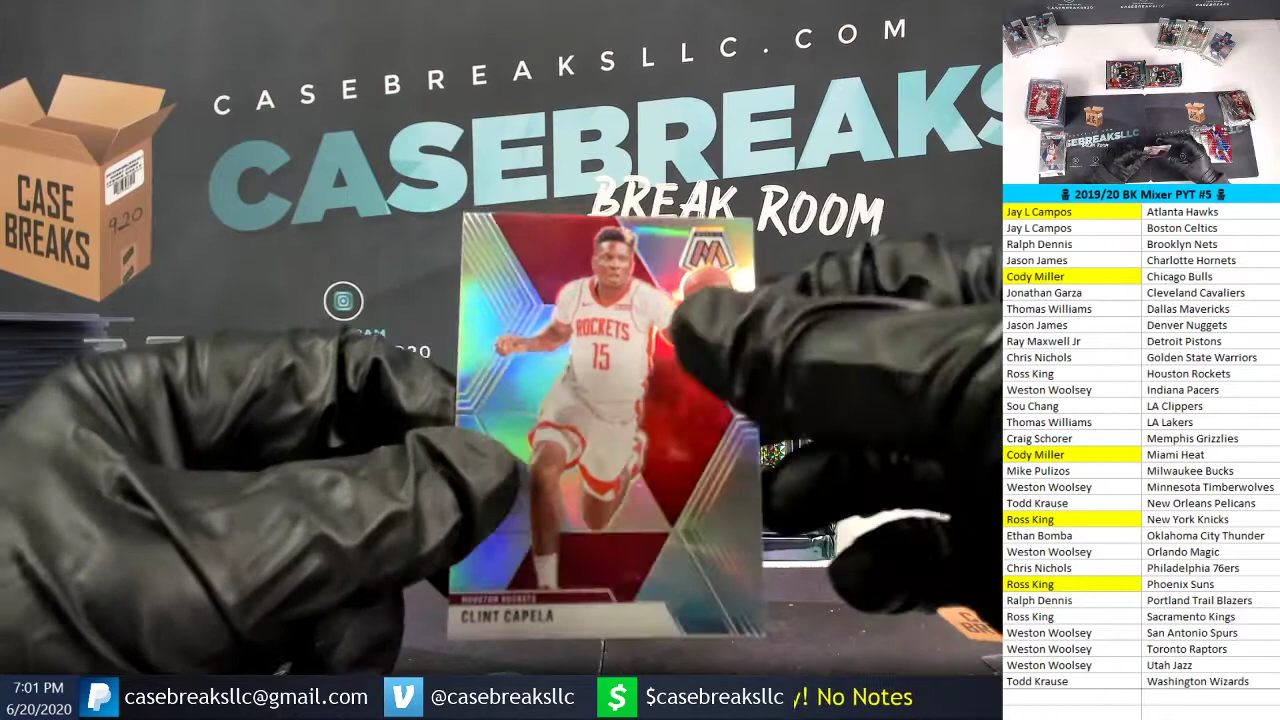 CASEBREAKSLLC.COM
CASEBREAKS
BREAK ROOM
CASE
BREAKS
920
ROCKETS
15
M
HOUSTON ROCKETS
CLINT CAPELA
2019/20 BK Mixer PYT #5
Jay L Campos Atlanta Hawks
Jay L Campos Boston Celtics
Ralph Dennis Brooklyn Nets
Jason James Charlotte Hornets
Cody Miller Chicago Bulls
Jonathan Garza Cleveland Cavaliers
Thomas Williams Dallas Mavericks
Jason James Denver Nuggets
Ray Maxwell Jr Detroit Pistons
Chris Nichols Golden State Warriors
Ross King Houston Rockets
Weston Woolsey Indiana Pacers
Sou Chang LA Clippers
Thomas Williams LA Lakers
Craig Schorer Memphis Grizzlies
Cody Miller Miami Heat
Mike Pulizos Milwaukee Bucks
Weston Woolsey Minnesota Timberwolves
Todd Krause New Orleans Pelicans
Ross King New York Knicks
Ethan Bomba Oklahoma City Thunder
Weston Woolsey Orlando Magic
Chris Nichols Philadelphia 76ers
Ross King Phoenix Suns
Ralph Dennis Portland Trail Blazers
Ross King Sacramento Kings
Weston Woolsey San Antonio Spurs
Weston Woolsey Toronto Raptors
Weston Woolsey Utah Jazz
Todd Krause Washington Wizards
7:01 PM
6/20/2020
casebreaksllc@gmail.com @casebreaksllc $casebreaksllc y! No Notes